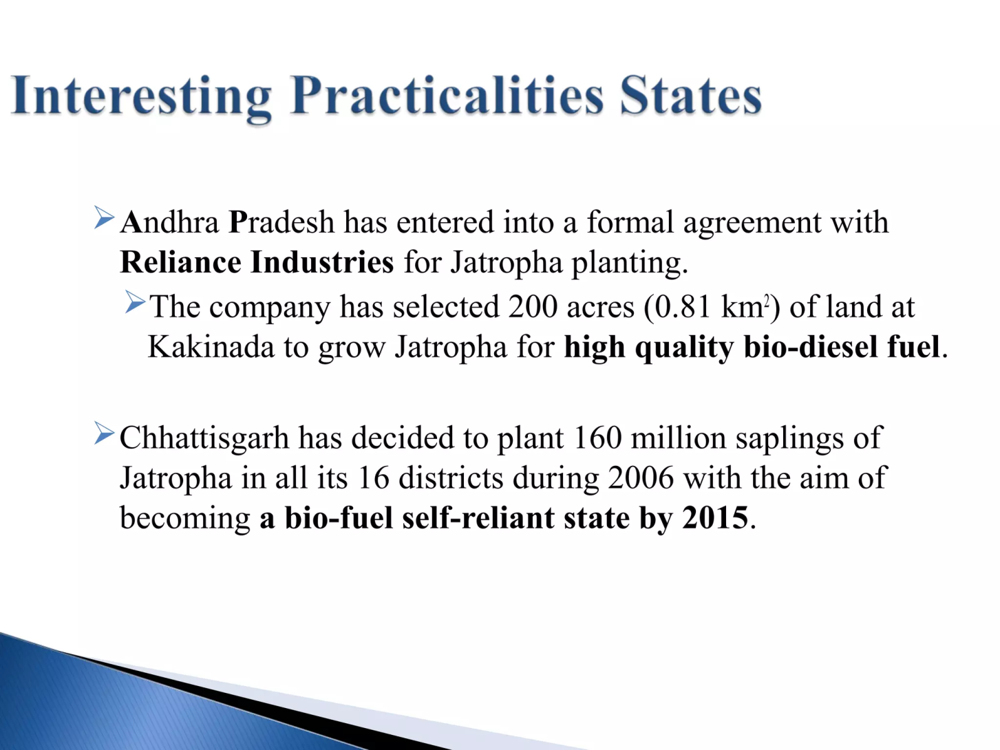 Interesting Practicalities States
Andhra Pradesh has entered into a formal agreement with
Reliance Industries for Jatropha planting.
The company has selected 200 acres (0.81 km²) of land at
Kakinada to grow Jatropha for high quality bio-diesel fuel.
Chhattisgarh has decided to plant 160 million saplings of
Jatropha in all its 16 districts during 2006 with the aim of
becoming a bio-fuel self-reliant state by 2015.